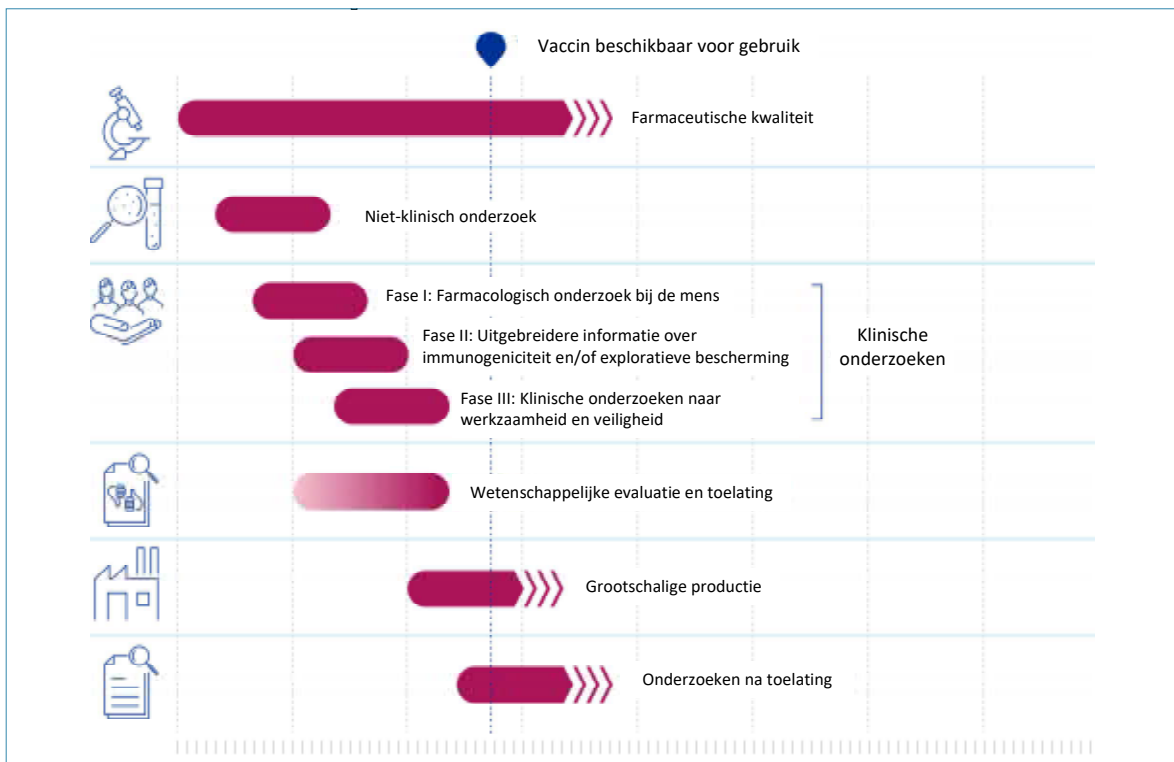 Vaccin beschikbaar voor gebruik
Farmaceutische kwaliteit
Niet-klinisch onderzoek
Fase I: Farmacologisch onderzoek bij de mens
Fase II: Uitgebreidere informatie over
immunogeniciteit en/of exploratieve bescherming
Fase III: Klinische onderzoeken naar
werkzaamheid en veiligheid
Klinische
onderzoeken
Wetenschappelijke evaluatie en toelating
Grootschalige productie
Onderzoeken na toelating